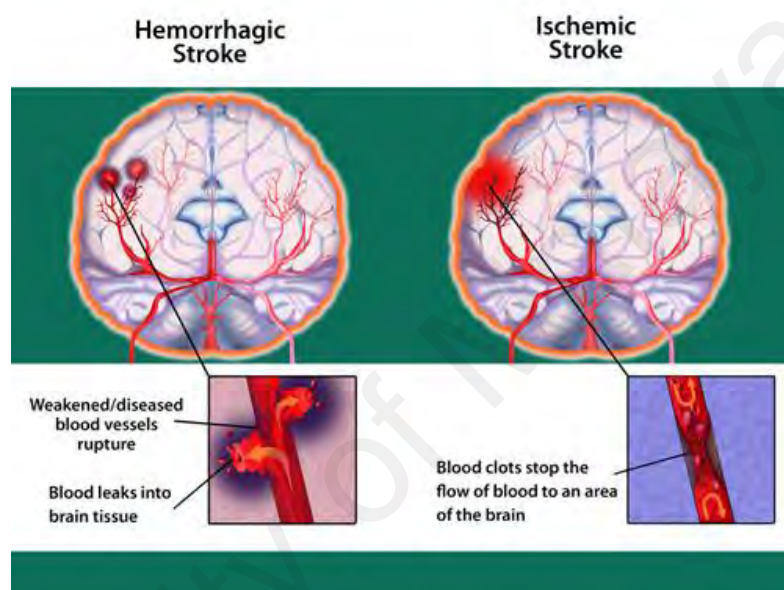 Hemorrhagic
Stroke
Ischemic
Stroke
Weakened/diseased
blood vessels
rupture
Blood leaks into
brain tissue
Blood clots stop the
flow of blood to an area
of the brain